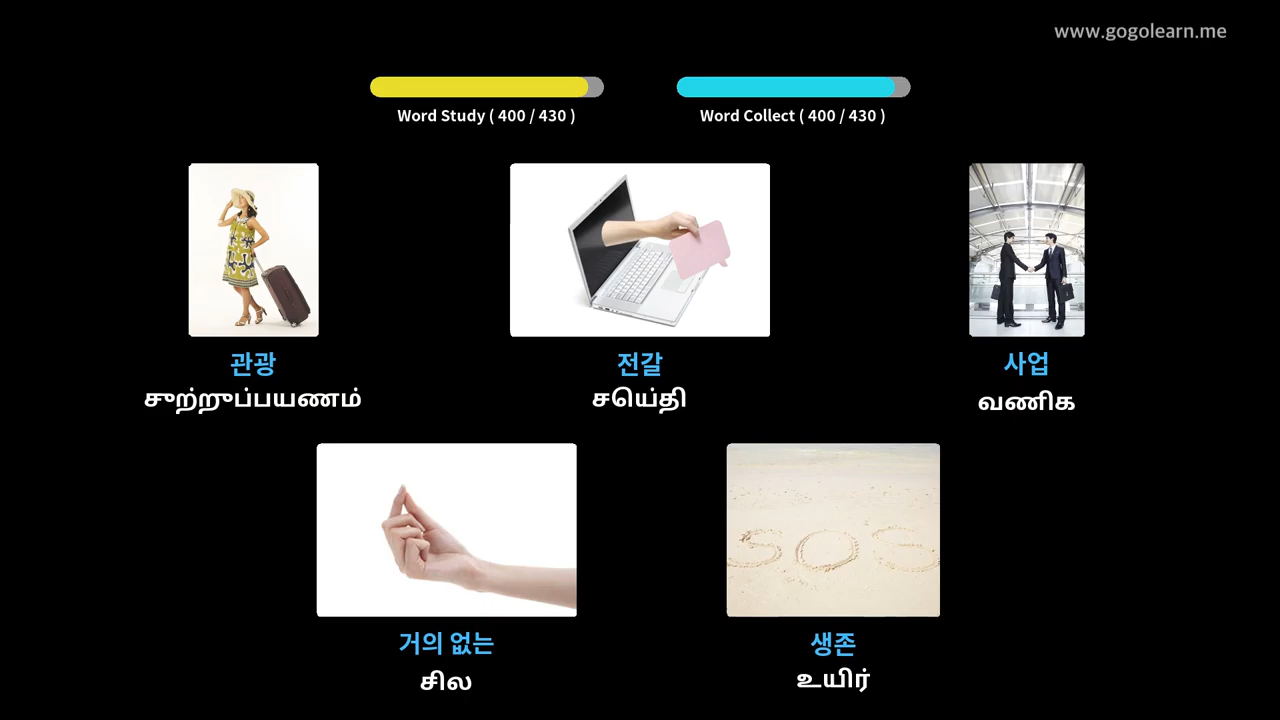 www.gogolearn.me
Word Study ( 400 / 430 )
Word Collect ( 400 / 430 )
관광
சுற்றுப்பயணம்
전갈
செய்தி
사업
வணிக
거의 없는
சில
생존
உயிர்
SOS